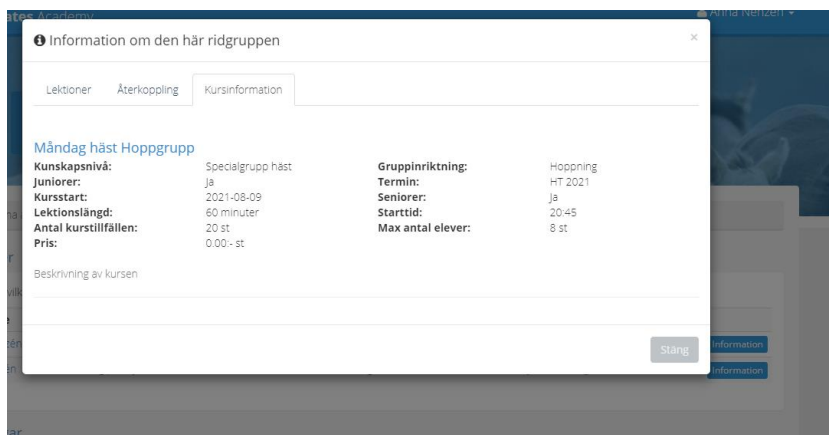 ates Academy
Anna Nenzen
Information om den här ridgruppen
×
Lektioner Återkoppling Kursinformation
Måndag häst Hoppgrupp
Kunskapsnivå: Specialgrupp häst Gruppinriktning: Hoppning
Juniorer: Ja Termin: HT 2021
Kursstart: 2021-08-09 Seniorer: Ja
Lektionslängd: 60 minuter Starttid: 20:45
Antal kurstillfällen: 20 st Max antal elever: 8 st
Pris: 0.00:- st
Beskrivning av kursen
Stäng
Information
Information